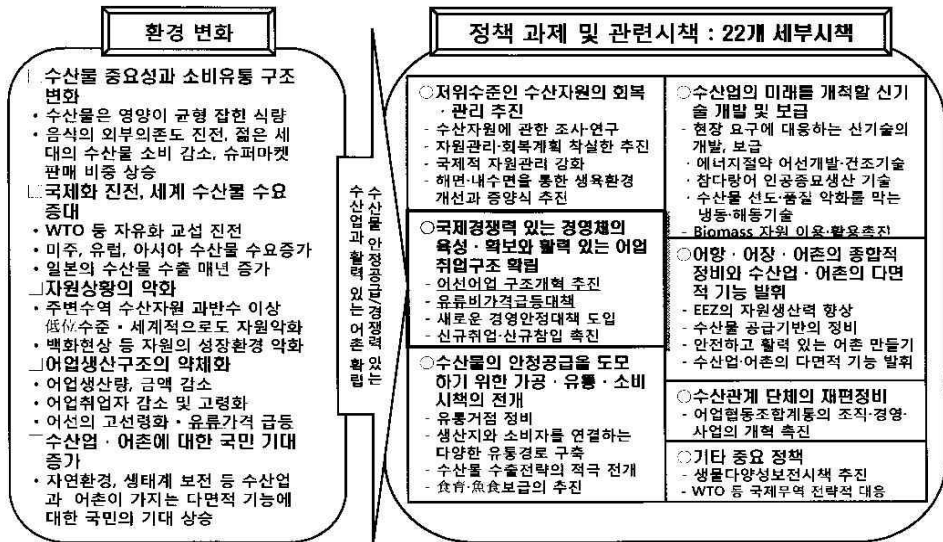 환경 변화
□수산물 중요성과 소비유통 구조
변화
· 수산물은 영양이 균형 잡힌 식량
· 음식의 외부의존도 진전, 젊은 세
대의 수산물 소비 감소, 슈퍼마켓
판매 비중 상승
□국제화 진전, 세계 수산물 수요
증대
· WTO 등 자유화 교섭 진전
· 미주, 유럽, 아시아 수산물 수요증가
· 일본의 수산물 수출 매년 증가
□자원상황의 악화
· 주변수역 수산자원 과반수 이상
低位수준 · 세계적으로도 자원악화
· 백화현상 등 자원의 성장환경 악화
□어업생산구조의 약체화
· 어업생산량, 금액 감소
· 어업취업자 감소 및 고령화
· 어선의 고선령화 · 유류가격 급등
□수산업 · 어촌에 대한 국민 기대
증가
· 자연환경, 생태계 보전 등 수산업
과 어촌이 가지는 다면적 기능에
대한 국민의 기대 상승
수산물 안정공급/경쟁력 있는
수산업과 활력 있는 어촌 확립
정책 과제 및 관련시책 : 22개 세부시책
○저위수준인 수산자원의 회복
· 관리 추진
- 수산자원에 관한 조사·연구
- 자원관리·회복계획 착실한 추진
- 국제적 자원관리 강화
- 해면·내수면을 통한 생육환경
개선과 증양식 추진
○국제경쟁력 있는 경영체의
육성 · 확보와 활력 있는 어업
취업구조 확립
- 어선어업 구조개혁 추진
- 유류비가격급등대책
- 새로운 경영안정대책 도입
- 신규취업·신규참입 촉진
○수산물의 안정공급을 도모
하기 위한 가공 · 유통 · 소비
시책의 전개
- 유통거점 정비
- 생산지와 소비자를 연결하는
다양한 유통경로 구축
- 수산물 수출전략의 적극 전개
- 食育·魚食보급의 추진
○수산업의 미래를 개척할 신기
술 개발 및 보급
- 현장 요구에 대응하는 신기술의
개발, 보급
· 에너지절약 어선개발·건조기술
· 참다랑어 인공종묘생산 기술
· 수산물 선도·품질 악화를 막는
냉동·해동기술
- Biomass 자원 이용·활용촉진
○어항 · 어장 · 어촌의 종합적
정비와 수산업 · 어촌의 다면
적 기능 발휘
- EEZ의 자원생산력 향상
- 수산물 공급기반의 정비
- 안전하고 활력 있는 어촌 만들기
- 수산업·어촌의 다면적 기능 발휘
○수산관계 단체의 재편정비
- 어업협동조합계통의 조직·경영·
사업의 개혁 촉진
○기타 중요 정책
- 생물다양성보전시책 추진
- WTO 등 국제무역 전략적 대응